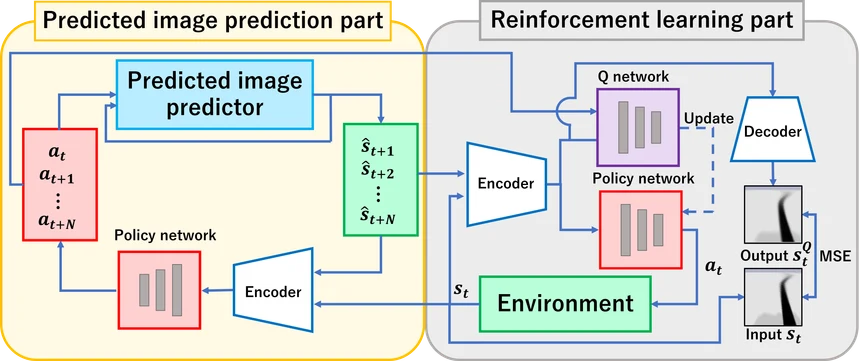 Predicted image prediction part
Reinforcement learning part
Predicted image
predictor
Q network
Update
Decoder
a_t
a_{t+1}
⋮
a_{t+N}
ŝ_{t+1}
ŝ_{t+2}
⋮
ŝ_{t+N}
Encoder
Policy network
Policy network
Encoder
s_t
Environment
a_t
Output s_t^Q
MSE
Input s_t